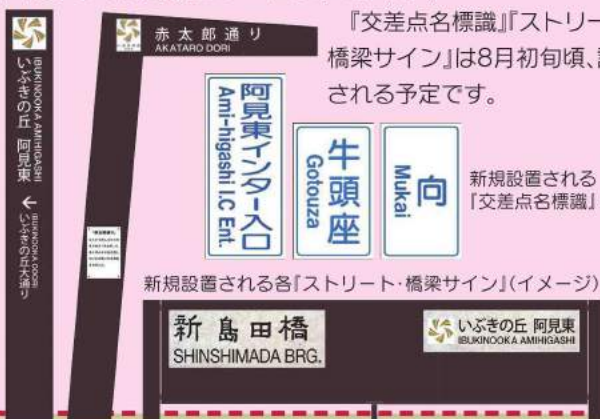 『交差点名標識』『ストリー
橋梁サイン』は8月初旬頃、
される予定です。
いぶきの丘 阿見東 ← いぶきの丘大通り
IBUKINOOKA AMIHIGASHI
IBUKINOOKA ODORI
赤太郎通り
AKATARO DORI
阿見東インター入口
Ami-higashi I.C Ent.
牛頭座
Gotouza
向
Mukai
新規設置される
『交差点名標識』
新規設置される各『ストリート・橋梁サイン』(イメージ)
新島田橋
SHINSHIMADA BRG.
いぶきの丘 阿見東
IBUKINOOKA AMIHIGASHI